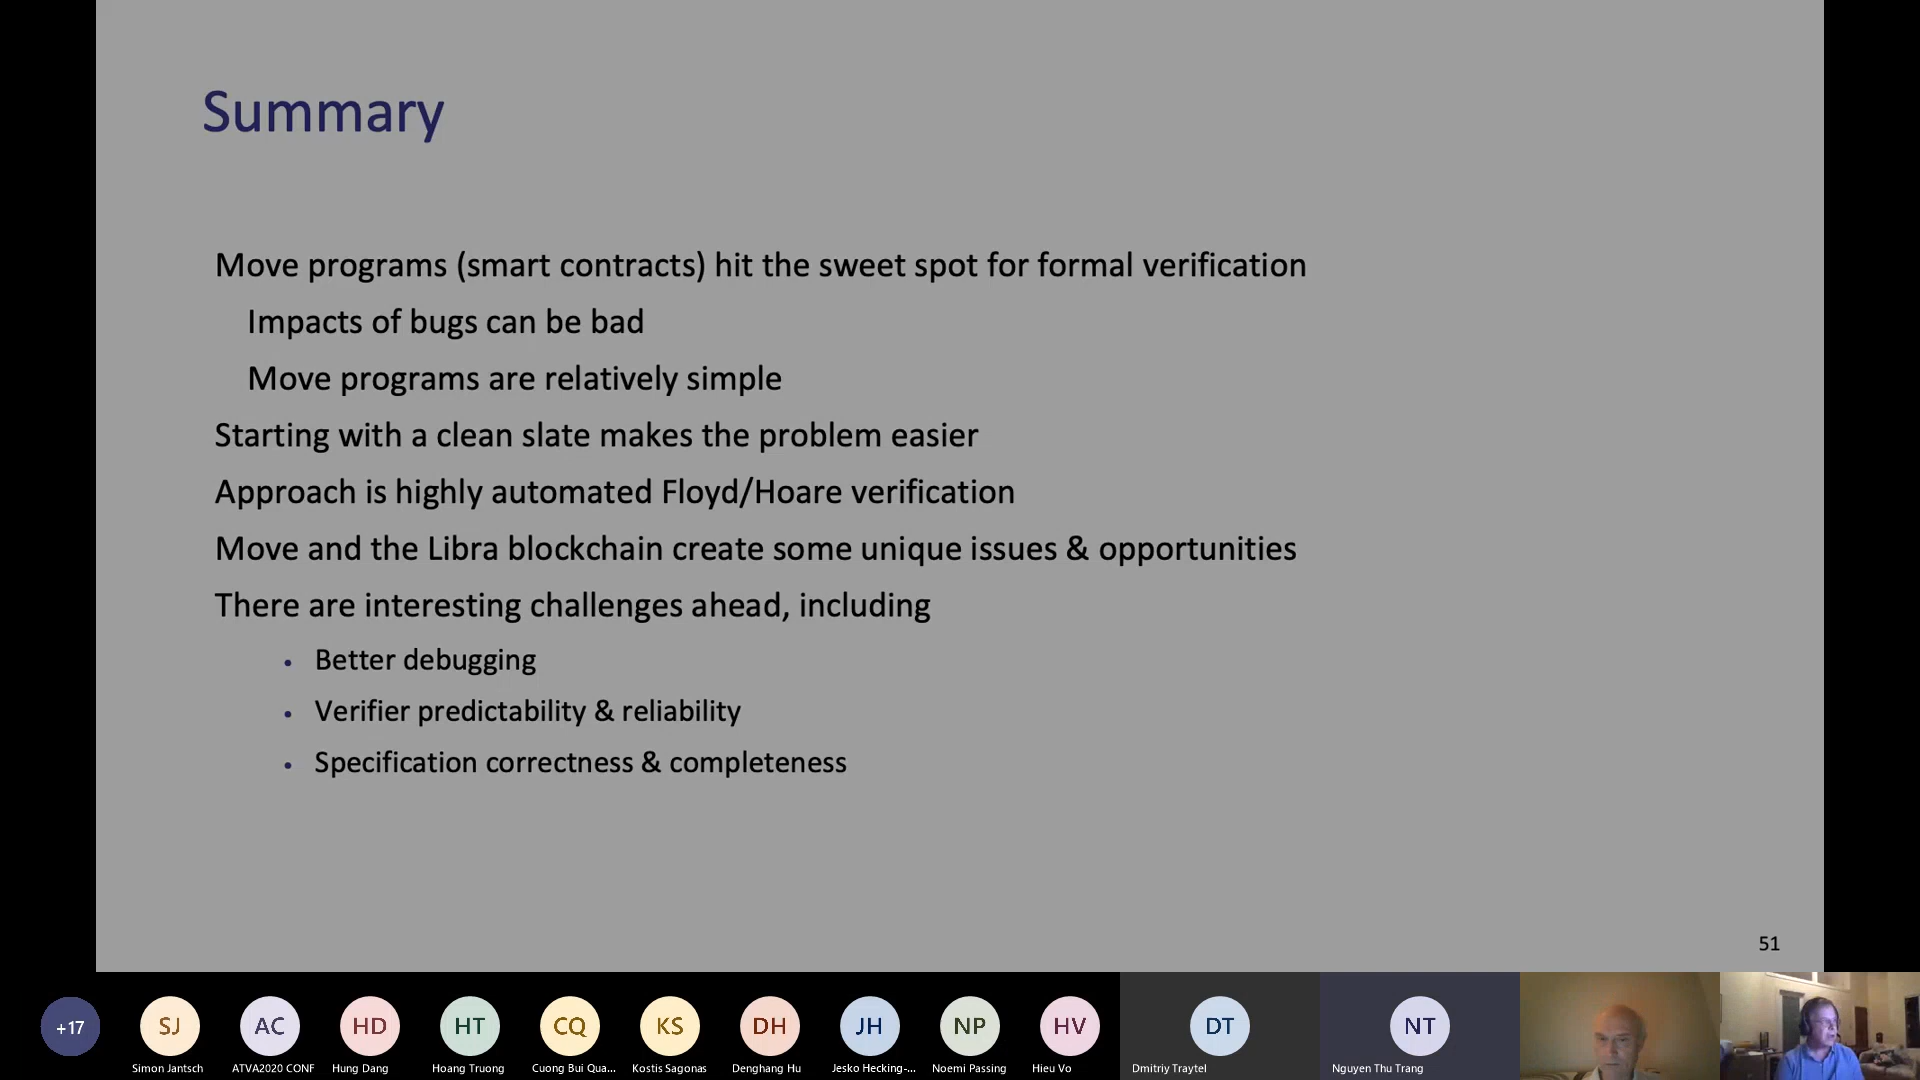 Summary
Move programs (smart contracts) hit the sweet spot for formal verification
Impacts of bugs can be bad
Move programs are relatively simple
Starting with a clean slate makes the problem easier
Approach is highly automated Floyd/Hoare verification
Move and the Libra blockchain create some unique issues & opportunities
There are interesting challenges ahead, including
• Better debugging
• Verifier predictability & reliability
• Specification correctness & completeness
51
+17
SJ
AC
HD
HT
CQ
KS
DH
JH
NP
HV
DT
NT
Simon Jantsch
ATVA2020 CONF
Hung Dang
Hoang Truong
Cuong Bui Qua...
Kostis Sagonas
Denghang Hu
Jesko Hecking-...
Noemi Passing
Hieu Vo
Dmitriy Traytel
Nguyen Thu Trang